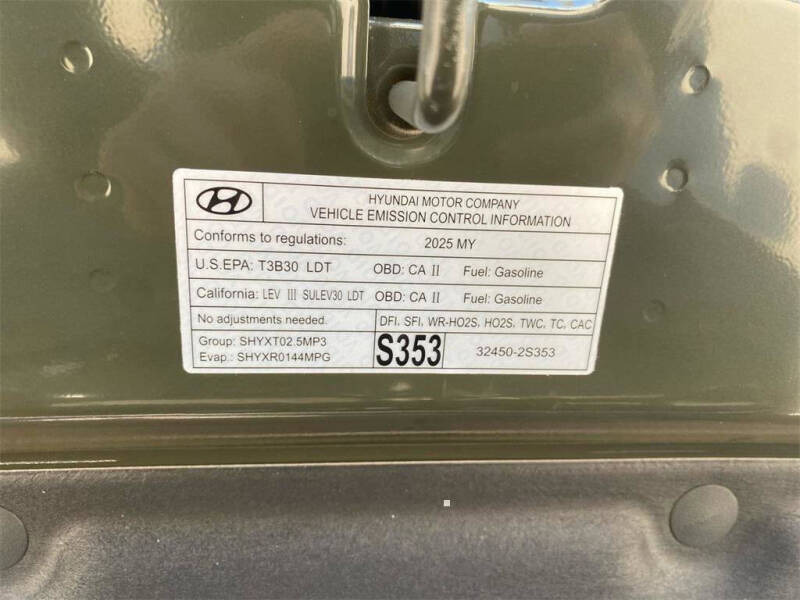 HYUNDAI MOTOR COMPANY
VEHICLE EMISSION CONTROL INFORMATION
Conforms to regulations: 2025 MY
U.S.EPA: T3B30 LDT OBD: CA II Fuel: Gasoline
California: LEV III SULEV30 LDT OBD: CA II Fuel: Gasoline
No adjustments needed. DFI, SFI, WR-HO2S, HO2S, TWC, TC, CAC
Group: SHYXT02.5MP3
Evap.: SHYXR0144MPG
S353 32450-2S353